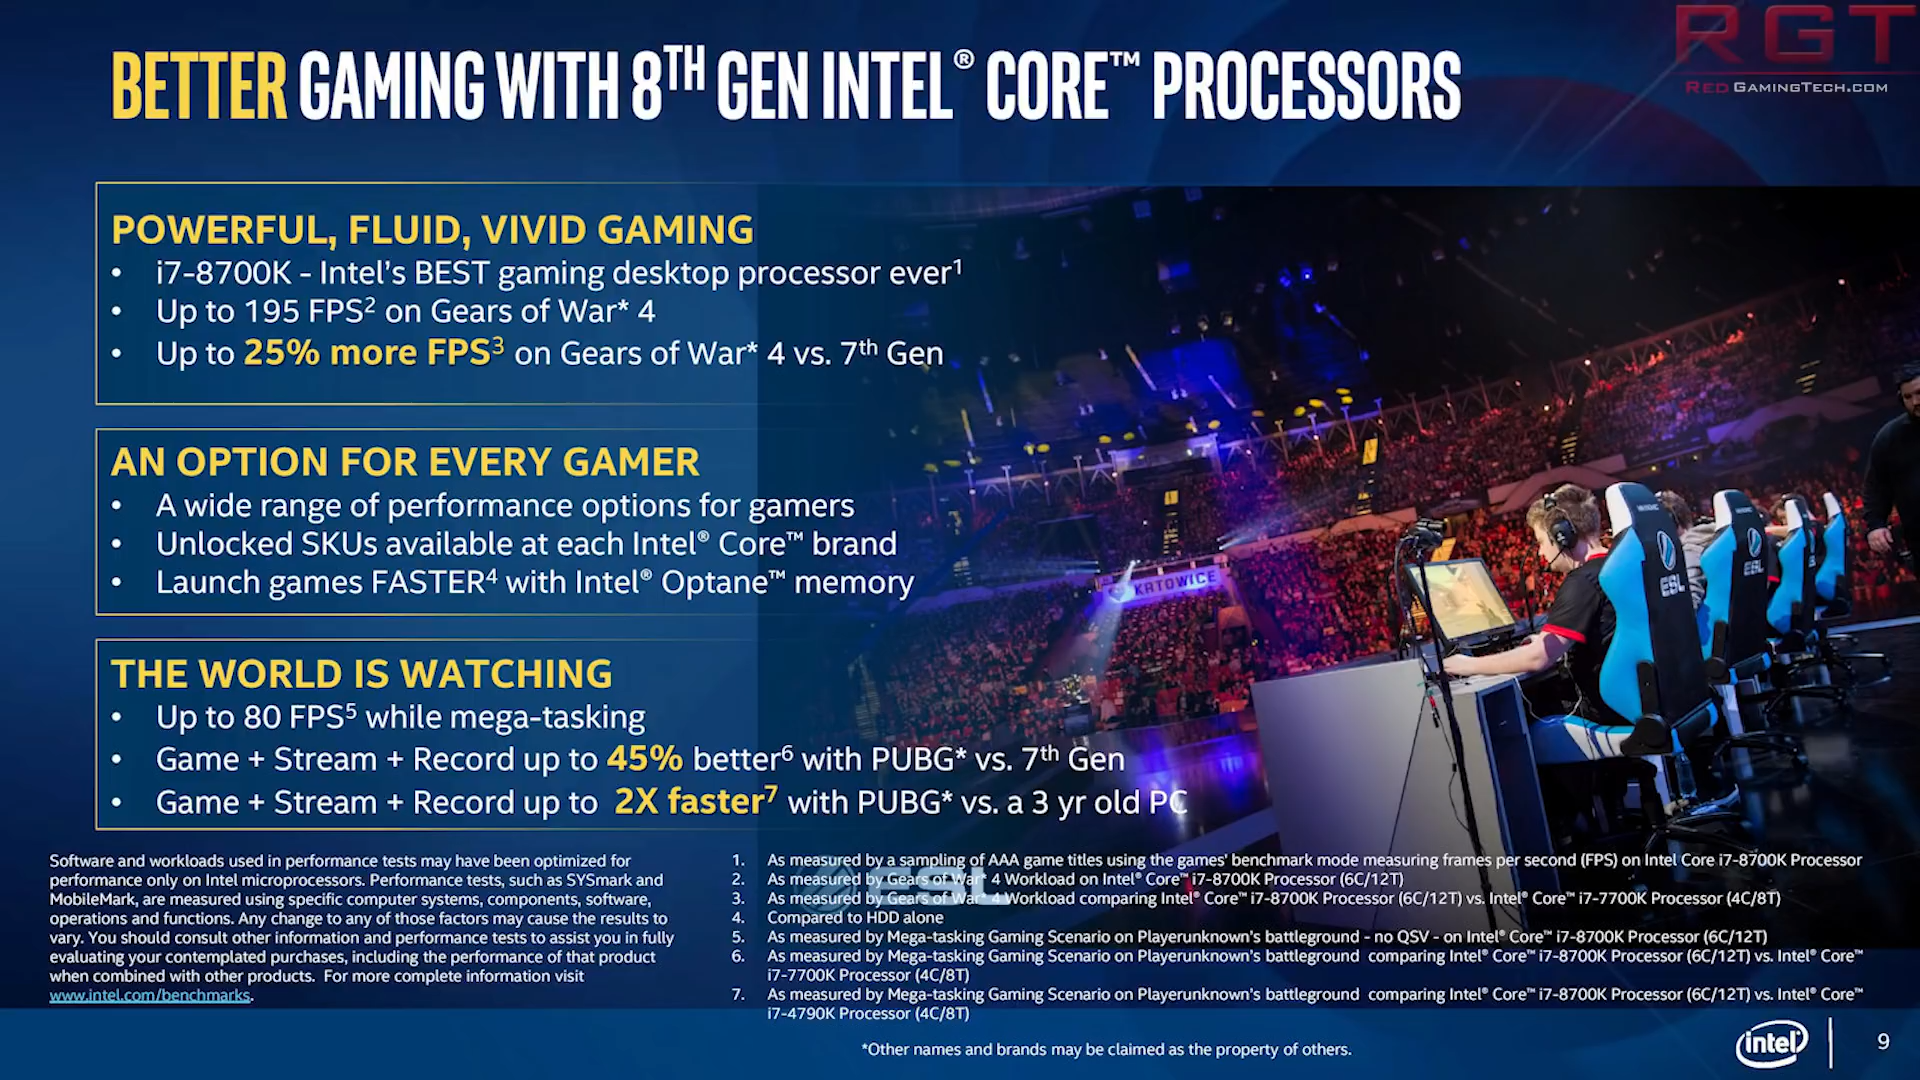 RGT
RedGamingTech.com
BETTER GAMING WITH 8TH GEN INTEL® CORE™ PROCESSORS
POWERFUL, FLUID, VIVID GAMING
• i7-8700K - Intel's BEST gaming desktop processor ever1
• Up to 195 FPS2 on Gears of War* 4
• Up to 25% more FPS3 on Gears of War* 4 vs. 7th Gen
AN OPTION FOR EVERY GAMER
• A wide range of performance options for gamers
• Unlocked SKUs available at each Intel® Core™ brand
• Launch games FASTER4 with Intel® Optane™ memory
KATOWICE
ESL
ESL
THE WORLD IS WATCHING
• Up to 80 FPS5 while mega-tasking
• Game + Stream + Record up to 45% better6 with PUBG* vs. 7th Gen
• Game + Stream + Record up to 2X faster7 with PUBG* vs. a 3 yr old PC
Software and workloads used in performance tests may have been optimized for
performance only on Intel microprocessors. Performance tests, such as SYSmark and
MobileMark, are measured using specific computer systems, components, software,
operations and functions. Any change to any of those factors may cause the results to
vary. You should consult other information and performance tests to assist you in fully
evaluating your contemplated purchases, including the performance of that product
when combined with other products. For more complete information visit
www.intel.com/benchmarks.
1. As measured by a sampling of AAA game titles using the games' benchmark mode measuring frames per second (FPS) on Intel Core i7-8700K Processor
2. As measured by Gears of War* 4 Workload on Intel® Core™ i7-8700K Processor (6C/12T)
3. As measured by Gears of War* 4 Workload comparing Intel® Core™ i7-8700K Processor (6C/12T) vs. Intel® Core™ i7-7700K Processor (4C/8T)
4. Compared to HDD alone
5. As measured by Mega-tasking Gaming Scenario on Playerunknown's battleground - no QSV - on Intel® Core™ i7-8700K Processor (6C/12T)
6. As measured by Mega-tasking Gaming Scenario on Playerunknown's battleground comparing Intel® Core™ i7-8700K Processor (6C/12T) vs. Intel® Core™
i7-7700K Processor (4C/8T)
7. As measured by Mega-tasking Gaming Scenario on Playerunknown's battleground comparing Intel® Core™ i7-8700K Processor (6C/12T) vs. Intel® Core™
i7-4790K Processor (4C/8T)
ESL
*Other names and brands may be claimed as the property of others.
intel
9